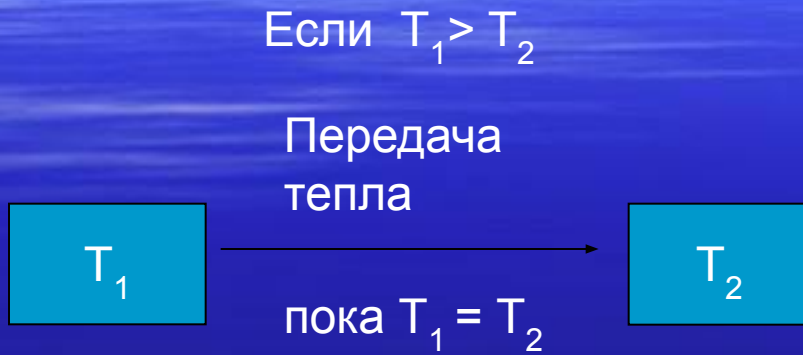 Если T₁> T₂
Передача
тепла
T₁
T₂
пока T₁ = T₂